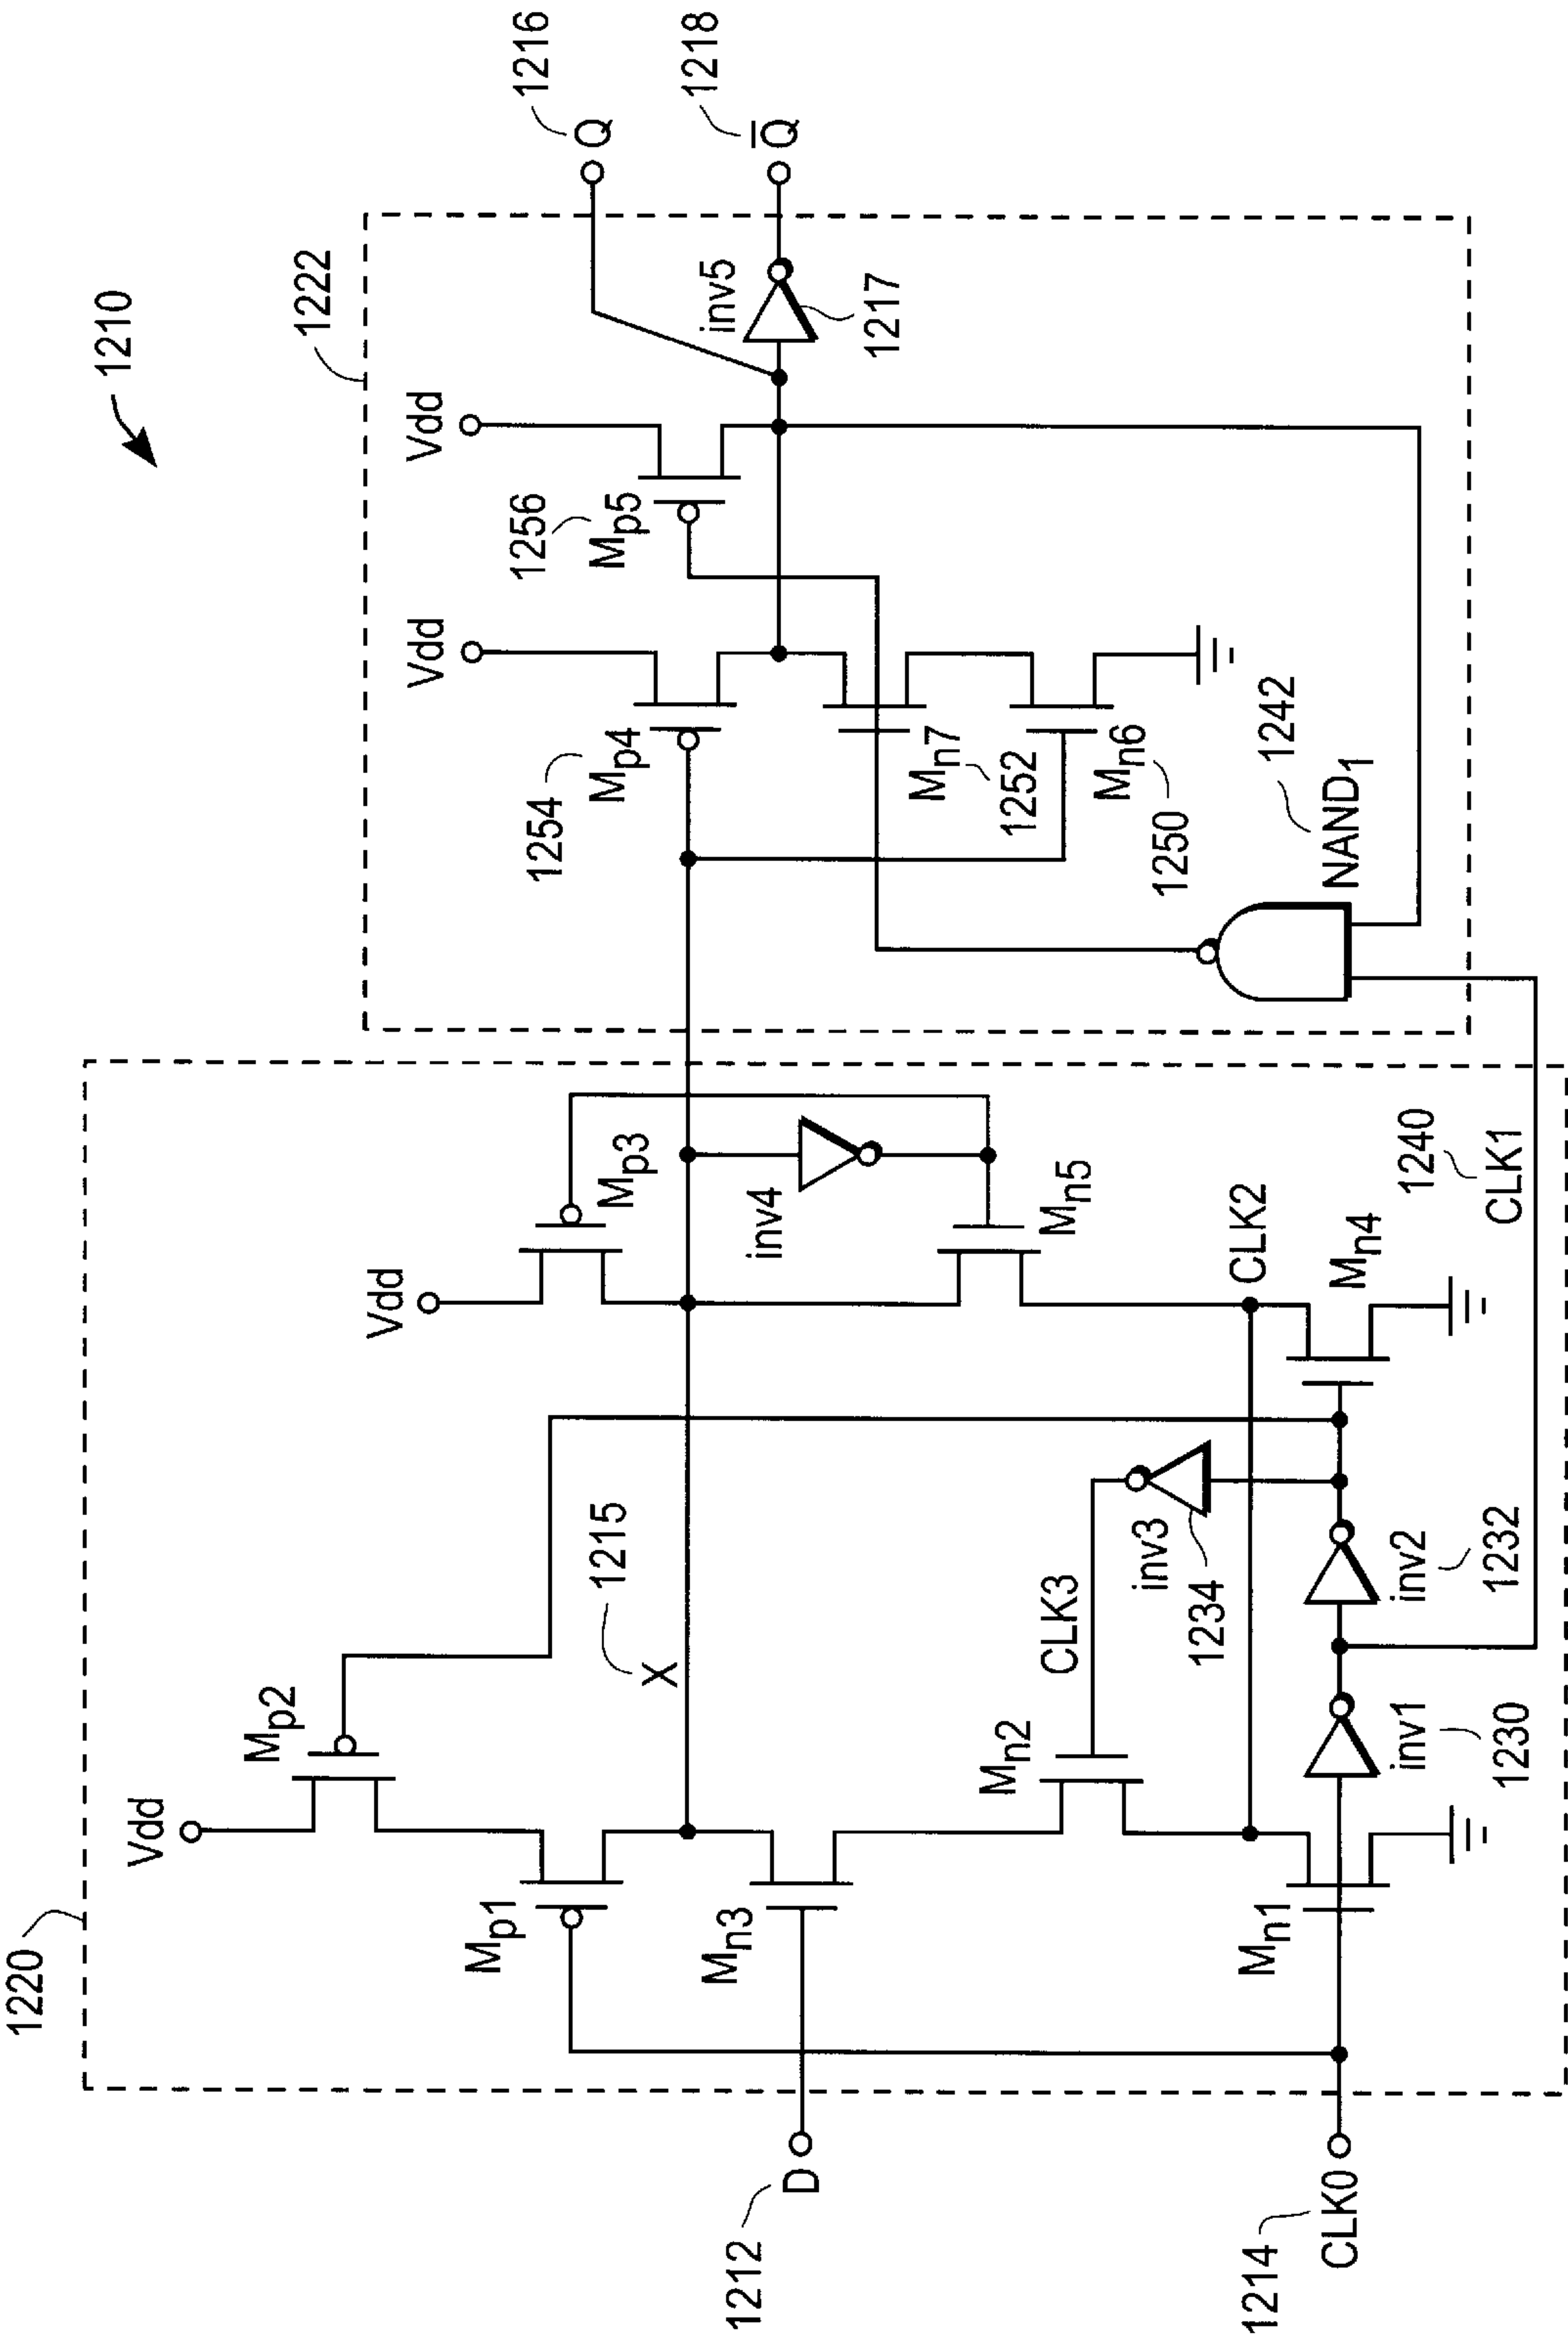 1210
1220
1222
Vdd
Mp2
Mp1
Vdd
Mp3
X
1215
D
1212
Mn3
Mn2
CLK3
inv3
1234
inv4
Mn5
CLK2
Mn1
Mn4
CLK0
1214
inv1
1230
inv2
1232
1240
CLK1
Vdd
Vdd
1254
Mp4
1256
Mp5
Mn7
1252
Mn6
1250
1242
NAND1
inv5
1217
Q
1216
Q̅
1218